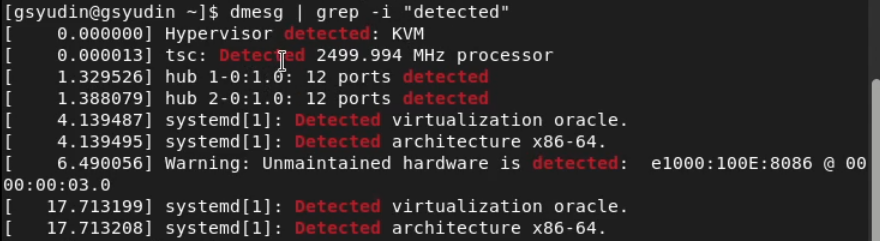 [gsyudin@gsyudin ~]$ dmesg | grep -i "detected"
[    0.000000] Hypervisor detected: KVM
[    0.000013] tsc: Detected 2499.994 MHz processor
[    1.329526] hub 1-0:1.0: 12 ports detected
[    1.388079] hub 2-0:1.0: 12 ports detected
[    4.139487] systemd[1]: Detected virtualization oracle.
[    4.139495] systemd[1]: Detected architecture x86-64.
[    6.490056] Warning: Unmaintained hardware is detected:  e1000:100E:8086 @ 00
00:00:03.0
[   17.713199] systemd[1]: Detected virtualization oracle.
[   17.713208] systemd[1]: Detected architecture x86-64.